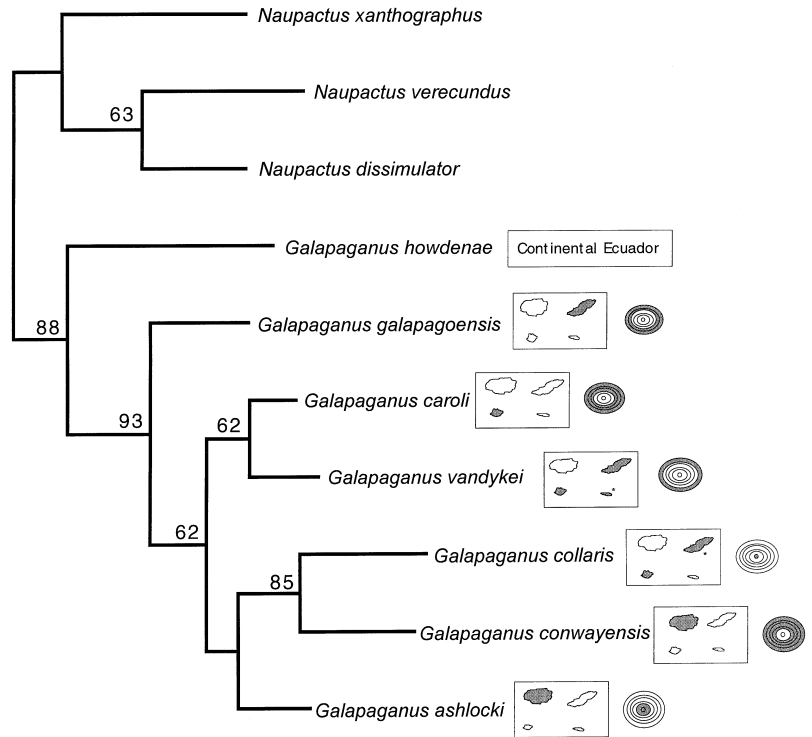 Naupactus xanthographus
Naupactus verecundus
63
Naupactus dissimulator
Galapaganus howdenae
Continental Ecuador
88
Galapaganus galapagoensis
Galapaganus caroli
93
62
Galapaganus vandykei
*
62
Galapaganus collaris
*
85
Galapaganus conwayensis
Galapaganus ashlocki